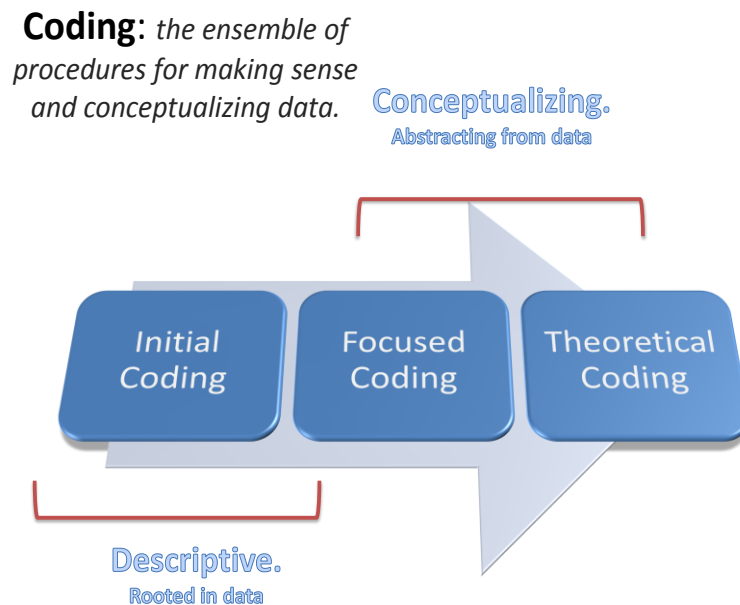 Coding: the ensemble of
procedures for making sense
and conceptualizing data.
Conceptualizing.
Abstracting from data
Initial
Coding
Focused
Coding
Theoretical
Coding
Descriptive.
Rooted in data